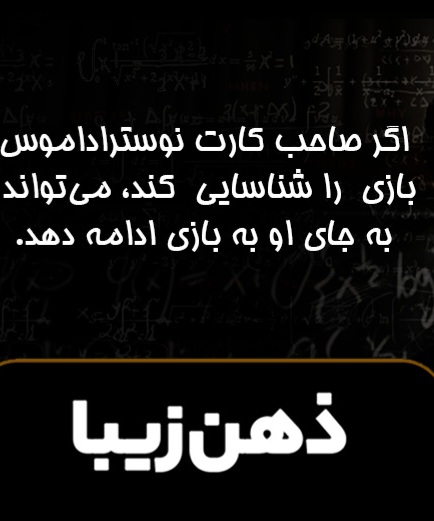 اگر صاحب کارت نوستراداموس
بازی را شناسایی کند، می‌تواند
به جای او به بازی ادامه دهد.
ذهن‌زیبا